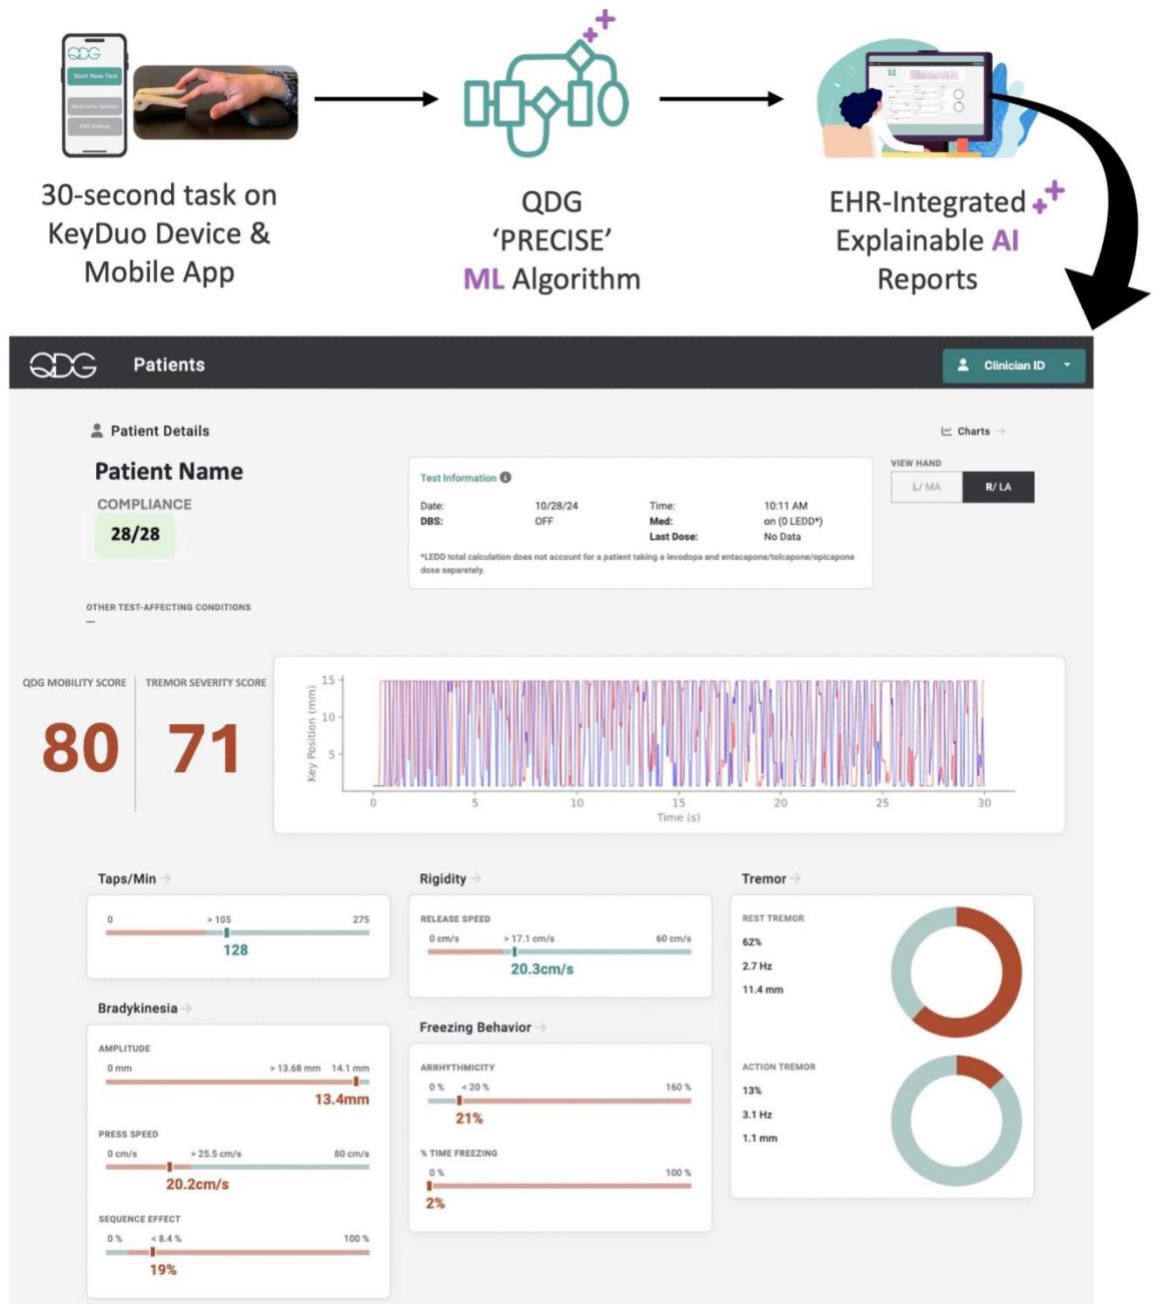 QDG
Start New Test
Medication Settings
DBS Settings
52
30-second task on
KeyDuo Device &
Mobile App
QDG
‘PRECISE’
ML Algorithm
EHR-Integrated
Explainable AI
Reports
QDG
Patients
Clinician ID
Patient Details
Charts
Patient Name
COMPLIANCE
28/28
Test Information
Date: 10/28/24 Time: 10:11 AM
DBS: OFF Med: on (0 LEDD*)
Last Dose: No Data
*LEDD total calculation does not account for a patient taking a levodopa and entacapone/tolcapone/opicapone
dose separately.
VIEW HAND
L/ MA R/ LA
OTHER TEST-AFFECTING CONDITIONS
—
QDG MOBILITY SCORE
80
TREMOR SEVERITY SCORE
71
Key Position (mm)
15
10
5
0 5 10 15 20 25 30
Time (s)
Taps/Min
0 > 105 275
128
Bradykinesia
AMPLITUDE
0 mm > 13.68 mm 14.1 mm
13.4mm
PRESS SPEED
0 cm/s > 25.5 cm/s 80 cm/s
20.2cm/s
SEQUENCE EFFECT
0 % < 8.4 % 100 %
19%
Rigidity
RELEASE SPEED
0 cm/s > 17.1 cm/s 60 cm/s
20.3cm/s
Freezing Behavior
ARRHYTHMICITY
0 % < 20 % 160 %
21%
% TIME FREEZING
0 % 100 %
2%
Tremor
REST TREMOR
62%
2.7 Hz
11.4 mm
ACTION TREMOR
13%
3.1 Hz
1.1 mm